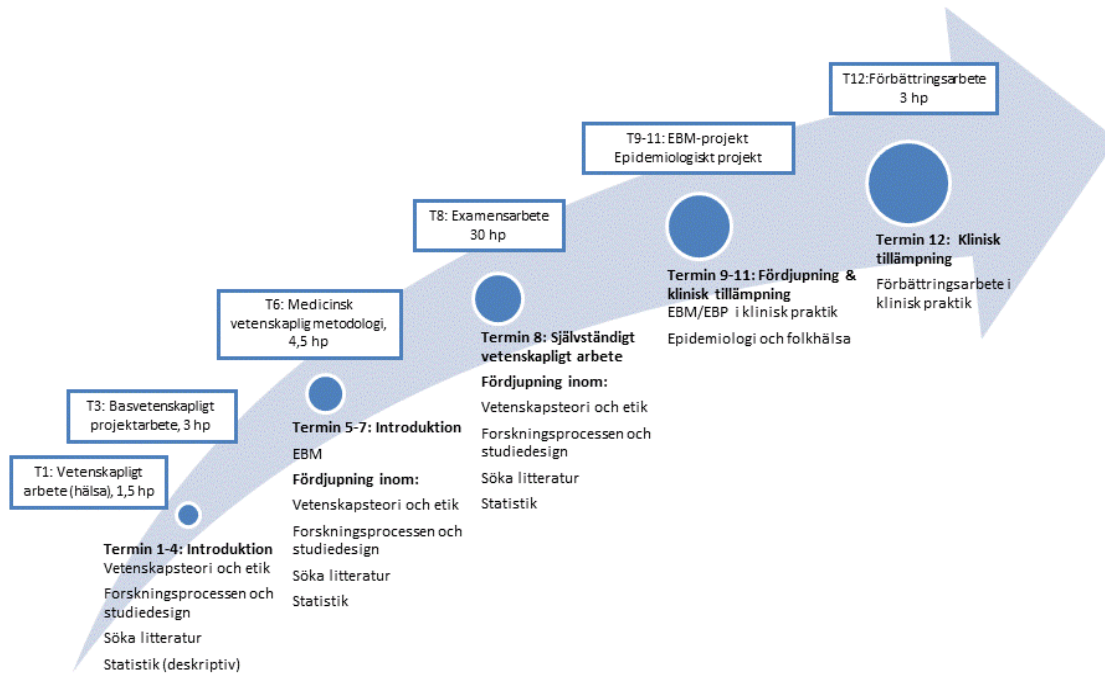 T1: Vetenskapligt
arbete (hälsa), 1,5 hp
T3: Basvetenskapligt
projektarbete, 3 hp
T6: Medicinsk
vetenskaplig metodologi,
4,5 hp
T8: Examensarbete
30 hp
T9-11: EBM-projekt
Epidemiologiskt projekt
T12:Förbättringsarbete
3 hp
Termin 1-4: Introduktion
Vetenskapsteori och etik
Forskningsprocessen och
studiedesign
Söka litteratur
Statistik (deskriptiv)
Termin 5-7: Introduktion
EBM
Fördjupning inom:
Vetenskapsteori och etik
Forskningsprocessen och
studiedesign
Söka litteratur
Statistik
Termin 8: Självständigt
vetenskapligt arbete
Fördjupning inom:
Vetenskapsteori och etik
Forskningsprocessen och
studiedesign
Söka litteratur
Statistik
Termin 9-11: Fördjupning &
klinisk tillämpning
EBM/EBP i klinisk praktik
Epidemiologi och folkhälsa
Termin 12: Klinisk
tillämpning
Förbättringsarbete i
klinisk praktik